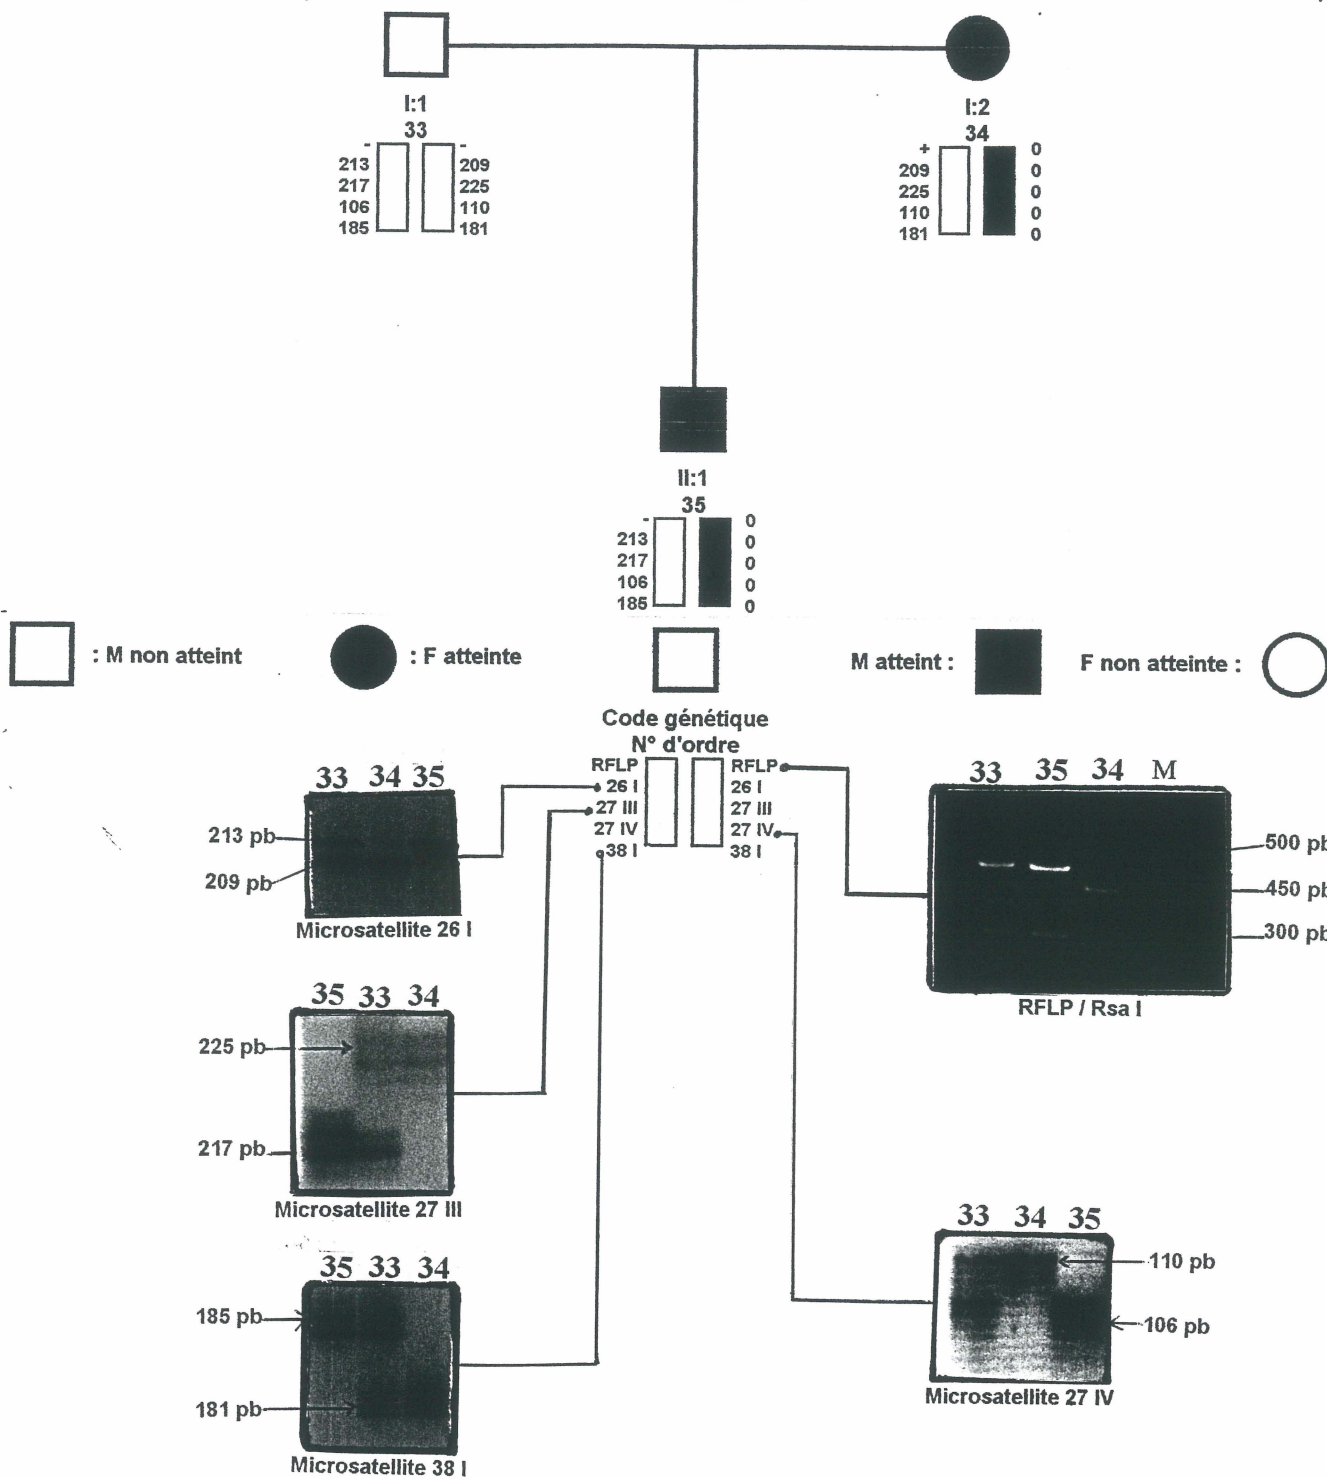 I:1
33
- -
213 209
217 225
106 110
185 181
I:2
34
+ 0
209 0
225 0
110 0
181 0
II:1
35
- 0
213 0
217 0
106 0
185 0
: M non atteint
: F atteinte
M atteint :
F non atteinte :
Code génétique
N° d'ordre
RFLP RFLP
26 I 26 I
27 III 27 III
27 IV 27 IV
38 I 38 I
33 34 35
213 pb
209 pb
Microsatellite 26 I
35 33 34
225 pb
217 pb
Microsatellite 27 III
35 33 34
185 pb
181 pb
Microsatellite 38 I
33 35 34 M
500 pb
450 pb
300 pb
RFLP / Rsa I
33 34 35
110 pb
106 pb
Microsatellite 27 IV